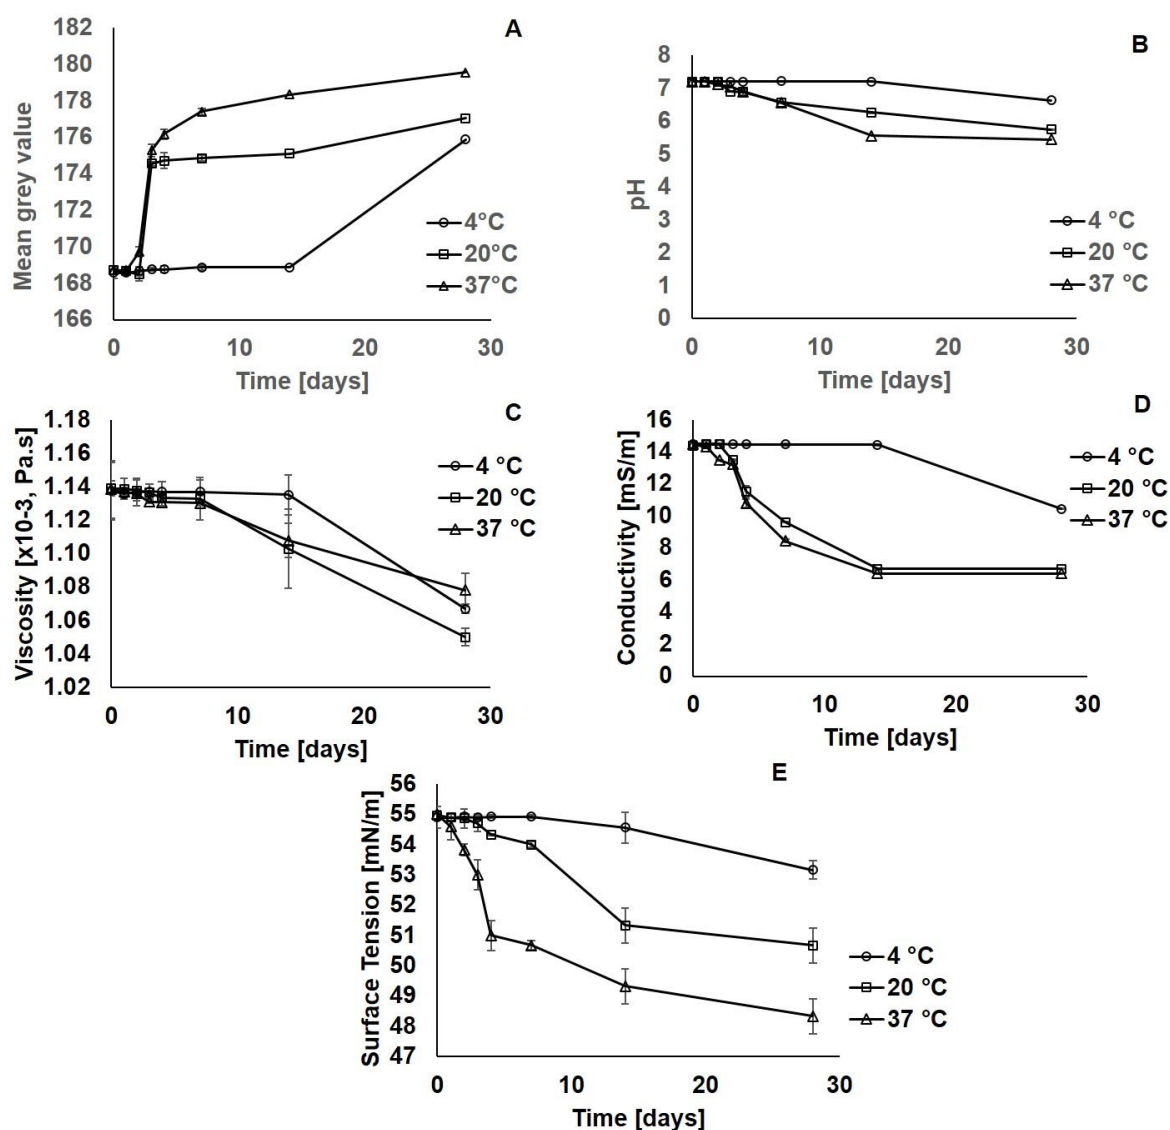 A
Mean grey value
182
180
178
176
174
172
170
168
166
0
10
20
30
Time [days]
4°C
20°C
37°C
B
pH
8
7
6
5
4
3
2
1
0
0
10
20
30
Time [days]
4 °C
20 °C
37 °C
C
Viscosity [x10-3, Pa.s]
1.18
1.16
1.14
1.12
1.10
1.08
1.06
1.04
1.02
0
10
20
30
Time [days]
4 °C
20 °C
37 °C
D
Conductivity [mS/m]
16
14
12
10
8
6
4
2
0
0
10
20
30
Time [days]
4 °C
20 °C
37 °C
E
Surface Tension [mN/m]
56
55
54
53
52
51
50
49
48
47
0
10
20
30
Time [days]
4 °C
20 °C
37 °C